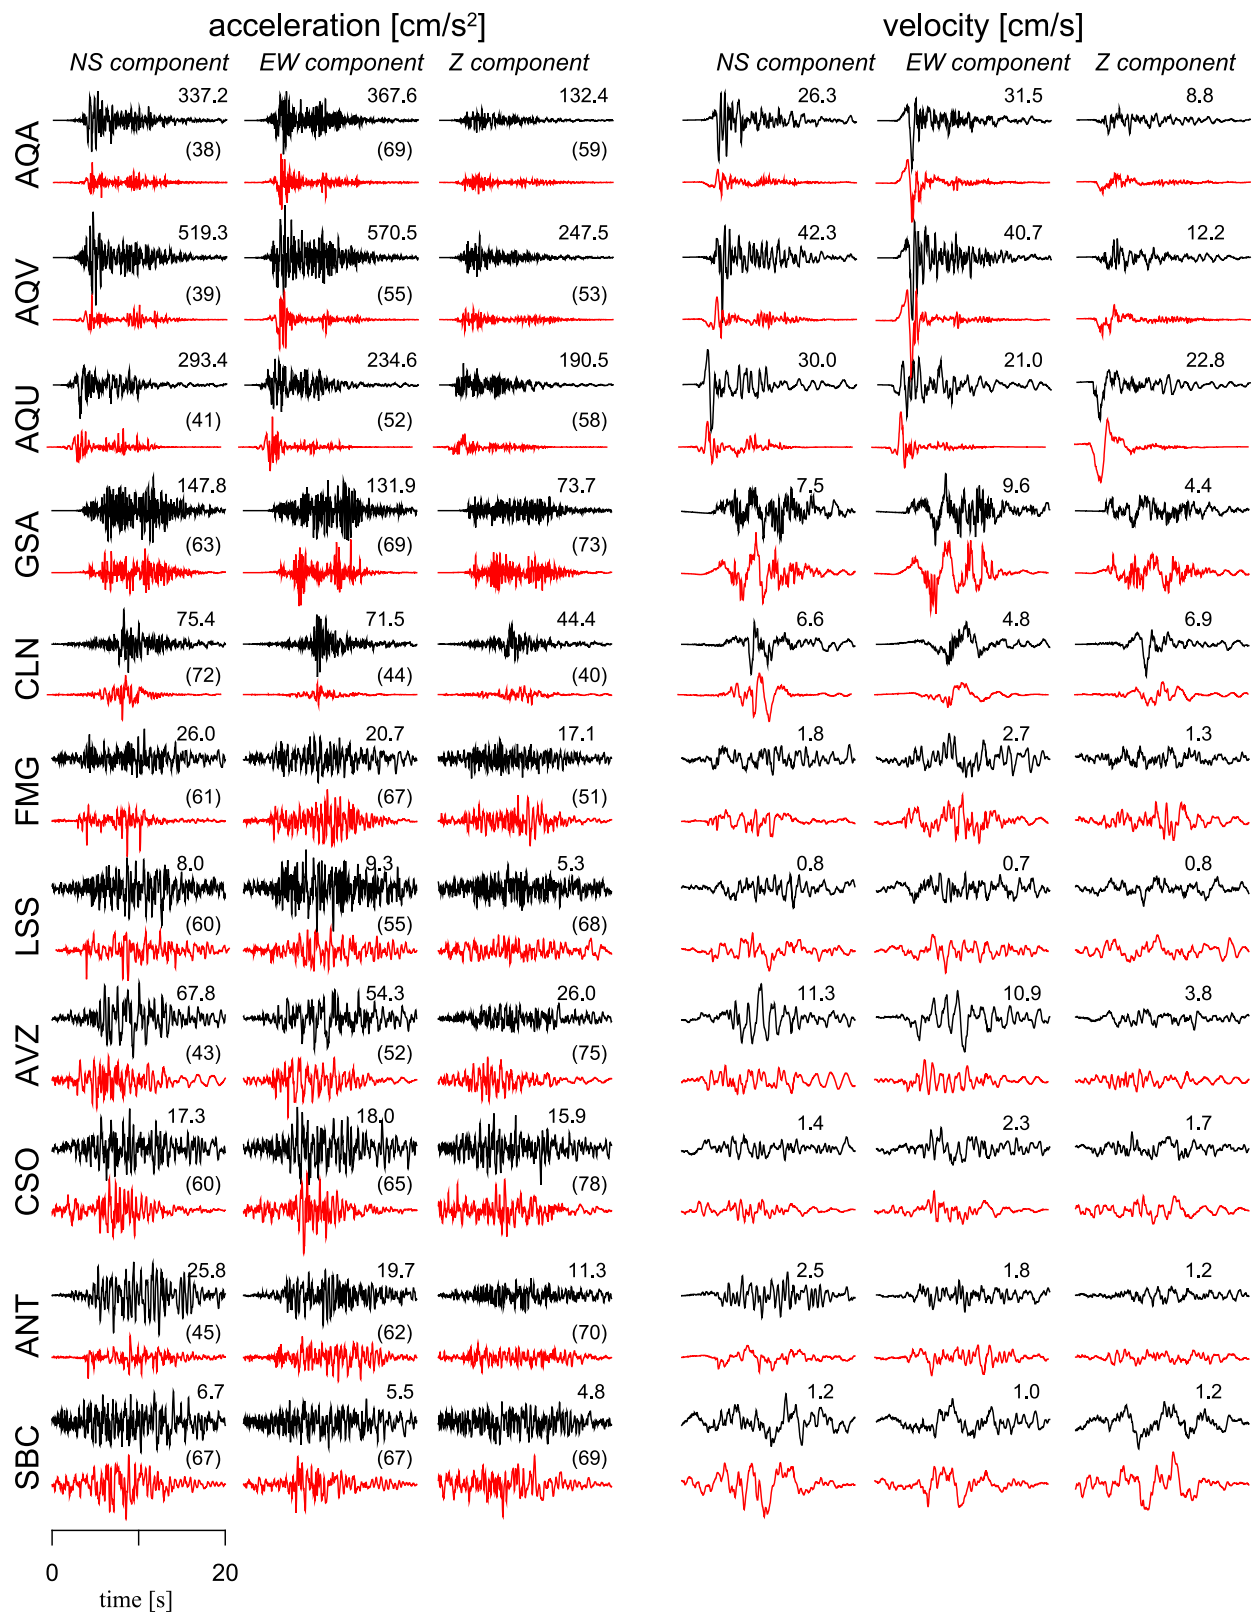 acceleration [cm/s²] velocity [cm/s]
NS component EW component Z component NS component EW component Z component
AQA
337.2 367.6 132.4 26.3 31.5 8.8
(38) (69) (59)
AQV
519.3 570.5 247.5 42.3 40.7 12.2
(39) (55) (53)
AQU
293.4 234.6 190.5 30.0 21.0 22.8
(41) (52) (58)
GSA
147.8 131.9 73.7 7.5 9.6 4.4
(63) (69) (73)
CLN
75.4 71.5 44.4 6.6 4.8 6.9
(72) (44) (40)
FMG
26.0 20.7 17.1 1.8 2.7 1.3
(61) (67) (51)
LSS
8.0 9.3 5.3 0.8 0.7 0.8
(60) (55) (68)
AVZ
67.8 54.3 26.0 11.3 10.9 3.8
(43) (52) (75)
CSO
17.3 18.0 15.9 1.4 2.3 1.7
(60) (65) (78)
ANT
25.8 19.7 11.3 2.5 1.8 1.2
(45) (62) (70)
SBC
6.7 5.5 4.8 1.2 1.0 1.2
(67) (67) (69)
0 20
time [s]